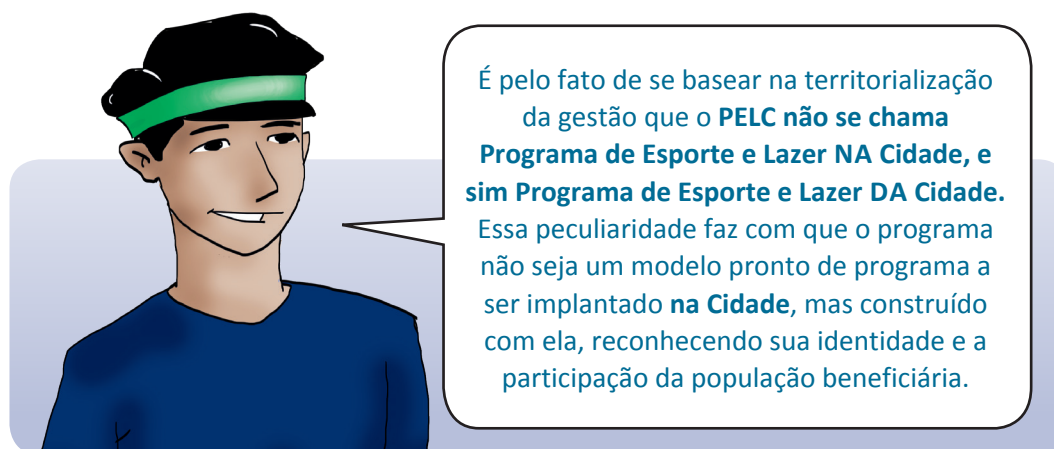 É pelo fato de se basear na territorialização
da gestão que o PELC não se chama
Programa de Esporte e Lazer NA Cidade, e
sim Programa de Esporte e Lazer DA Cidade.
Essa peculiaridade faz com que o programa
não seja um modelo pronto de programa a
ser implantado na Cidade, mas construído
com ela, reconhecendo sua identidade e a
participação da população beneficiária.